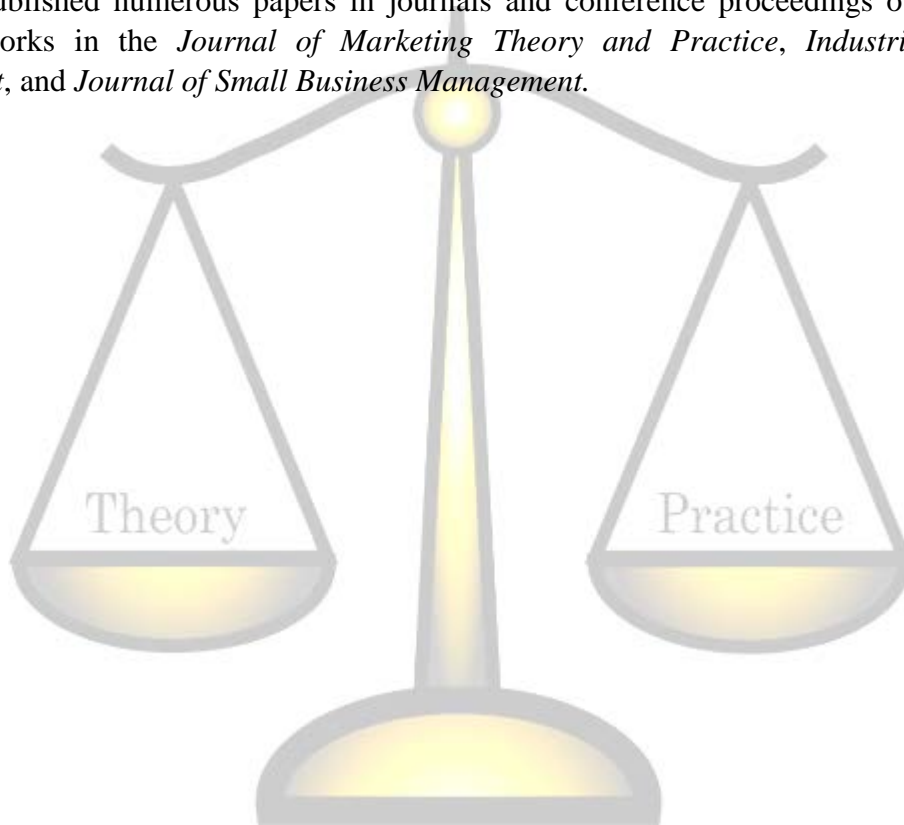 ublished numerous papers in journals and conference proceedings o
orks in the Journal of Marketing Theory and Practice, Industri
t, and Journal of Small Business Management.
Theory Practice